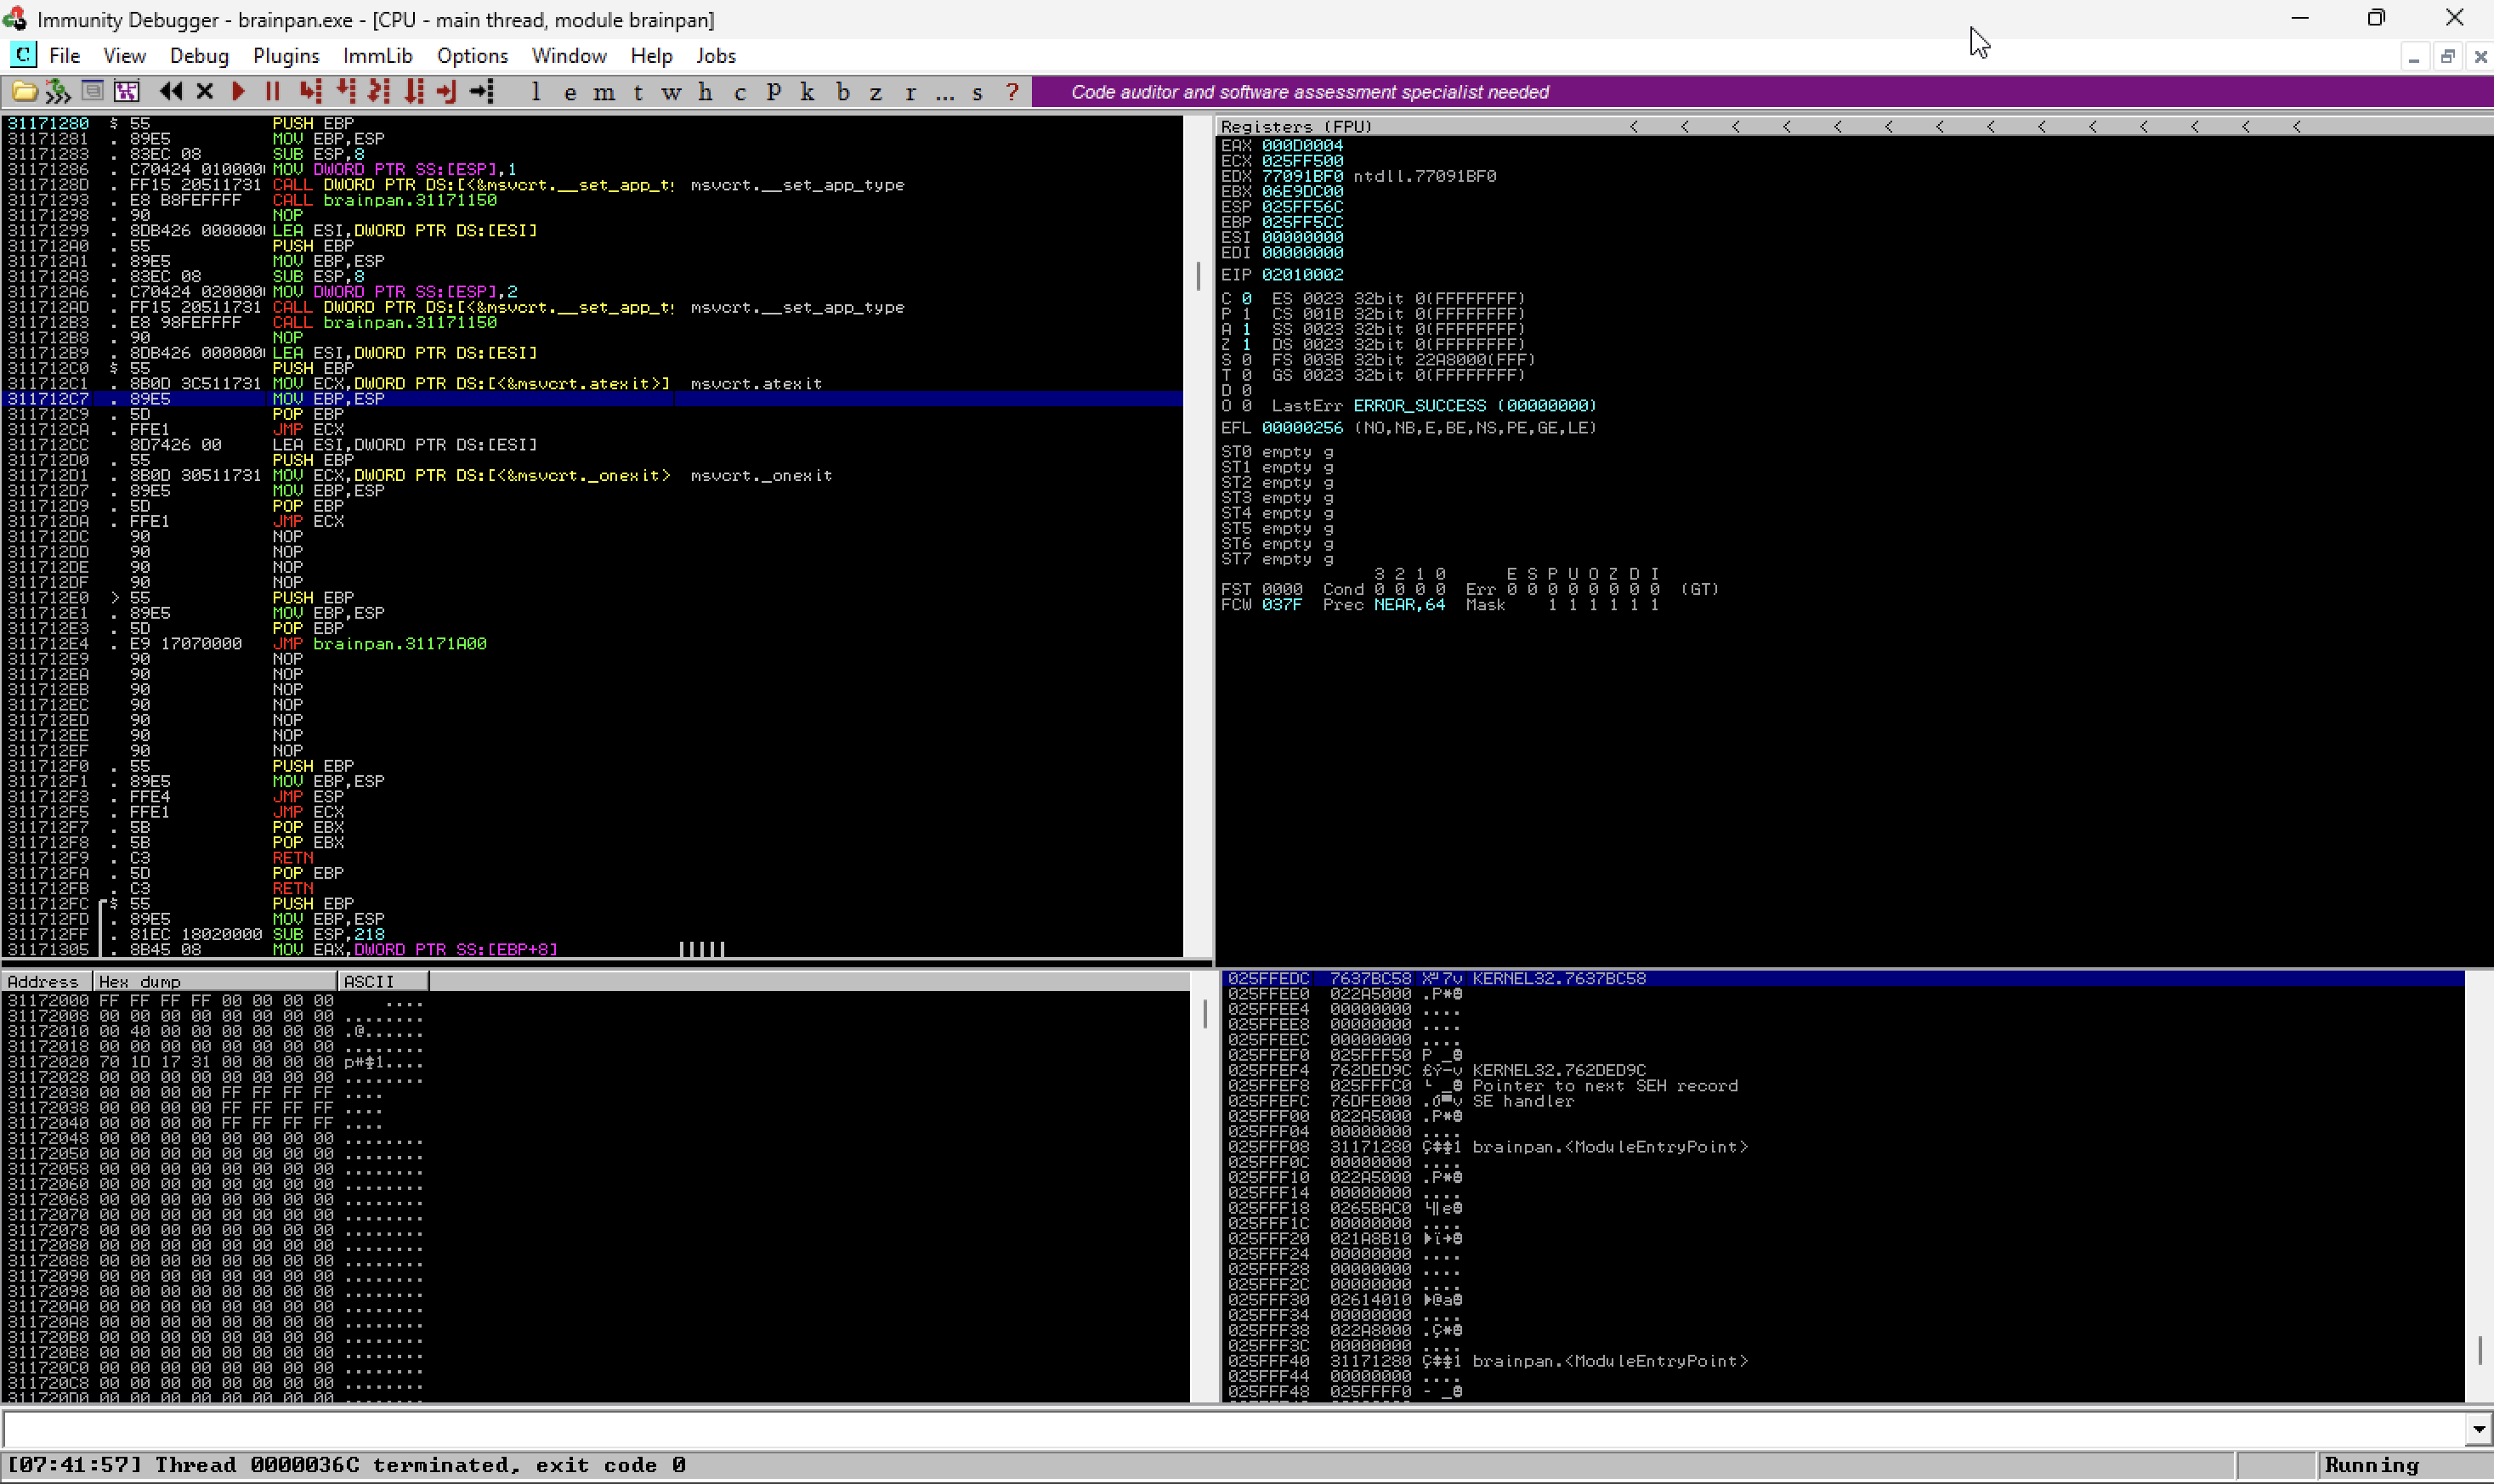 Immunity Debugger - brainpan.exe - [CPU - main thread, module brainpan]
C File View Debug Plugins ImmLib Options Window Help Jobs
l e m t w h c P k b z r ... s ? Code auditor and software assessment specialist needed
31171280 $ 55 PUSH EBP
31171281 . 89E5 MOV EBP,ESP
31171283 . 83EC 08 SUB ESP,8
31171286 . C70424 010000 MOV DWORD PTR SS:[ESP],1
3117128D . FF15 20511731 CALL DWORD PTR DS:[<&msvcrt.__set_app_t msvcrt.__set_app_type
31171293 . E8 B8FEFFFF CALL brainpan.31171150
31171298 . 90 NOP
31171299 . 8DB426 000000 LEA ESI,DWORD PTR DS:[ESI]
311712A0 . 55 PUSH EBP
311712A1 . 89E5 MOV EBP,ESP
311712A3 . 83EC 08 SUB ESP,8
311712A6 . C70424 020000 MOV DWORD PTR SS:[ESP],2
311712AD . FF15 20511731 CALL DWORD PTR DS:[<&msvcrt.__set_app_t msvcrt.__set_app_type
311712B3 . E8 98FEFFFF CALL brainpan.31171150
311712B8 . 90 NOP
311712B9 . 8DB426 000000 LEA ESI,DWORD PTR DS:[ESI]
311712C0 $ 55 PUSH EBP
311712C1 . 8B0D 3C511731 MOV ECX,DWORD PTR DS:[<&msvcrt.atexit>] msvcrt.atexit
311712C7 . 89E5 MOV EBP,ESP
311712C9 . 5D POP EBP
311712CA . FFE1 JMP ECX
311712CC 8D7426 00 LEA ESI,DWORD PTR DS:[ESI]
311712D0 . 55 PUSH EBP
311712D1 . 8B0D 30511731 MOV ECX,DWORD PTR DS:[<&msvcrt._onexit> msvcrt._onexit
311712D7 . 89E5 MOV EBP,ESP
311712D9 . 5D POP EBP
311712DA . FFE1 JMP ECX
311712DC 90 NOP
311712DD 90 NOP
311712DE 90 NOP
311712DF 90 NOP
311712E0 > 55 PUSH EBP
311712E1 . 89E5 MOV EBP,ESP
311712E3 . 5D POP EBP
311712E4 . E9 17070000 JMP brainpan.31171A00
311712E9 90 NOP
311712EA 90 NOP
311712EB 90 NOP
311712EC 90 NOP
311712ED 90 NOP
311712EE 90 NOP
311712EF 90 NOP
311712F0 . 55 PUSH EBP
311712F1 . 89E5 MOV EBP,ESP
311712F3 . FFE4 JMP ESP
311712F5 . FFE1 JMP ECX
311712F7 . 5B POP EBX
311712F8 . 5B POP EBX
311712F9 . C3 RETN
311712FA . 5D POP EBP
311712FB . C3 RETN
311712FC $ 55 PUSH EBP
311712FD . 89E5 MOV EBP,ESP
311712FF . 81EC 18020000 SUB ESP,218
31171305 . 8B45 08 MOV EAX,DWORD PTR SS:[EBP+8]
Registers (FPU) < < < < < < < < < < < < < <
EAX 000D0004
ECX 025FF500
EDX 77091BF0 ntdll.77091BF0
EBX 06E9DC00
ESP 025FF56C
EBP 025FF5CC
ESI 00000000
EDI 00000000
EIP 02010002
C 0 ES 0023 32bit 0(FFFFFFFF)
P 1 CS 001B 32bit 0(FFFFFFFF)
A 1 SS 0023 32bit 0(FFFFFFFF)
Z 1 DS 0023 32bit 0(FFFFFFFF)
S 0 FS 003B 32bit 22A8000(FFF)
T 0 GS 0023 32bit 0(FFFFFFFF)
D 0
O 0 LastErr ERROR_SUCCESS (00000000)
EFL 00000256 (NO,NB,E,BE,NS,PE,GE,LE)
ST0 empty g
ST1 empty g
ST2 empty g
ST3 empty g
ST4 empty g
ST5 empty g
ST6 empty g
ST7 empty g
3 2 1 0 E S P U O Z D I
FST 0000 Cond 0 0 0 0 Err 0 0 0 0 0 0 0 0 (GT)
FCW 037F Prec NEAR,64 Mask 1 1 1 1 1 1
Address Hex dump ASCII
31172000 FF FF FF FF 00 00 00 00 ....
31172008 00 00 00 00 00 00 00 00 ........
31172010 00 40 00 00 00 00 00 00 .@......
31172018 00 00 00 00 00 00 00 00 ........
31172020 70 1D 17 31 00 00 00 00 p#‡1....
31172028 00 00 00 00 00 00 00 00 ........
31172030 00 00 00 00 FF FF FF FF ....
31172038 00 00 00 00 FF FF FF FF ....
31172040 00 00 00 00 FF FF FF FF ....
31172048 00 00 00 00 00 00 00 00 ........
31172050 00 00 00 00 00 00 00 00 ........
31172058 00 00 00 00 00 00 00 00 ........
31172060 00 00 00 00 00 00 00 00 ........
31172068 00 00 00 00 00 00 00 00 ........
31172070 00 00 00 00 00 00 00 00 ........
31172078 00 00 00 00 00 00 00 00 ........
31172080 00 00 00 00 00 00 00 00 ........
31172088 00 00 00 00 00 00 00 00 ........
31172090 00 00 00 00 00 00 00 00 ........
31172098 00 00 00 00 00 00 00 00 ........
311720A0 00 00 00 00 00 00 00 00 ........
311720A8 00 00 00 00 00 00 00 00 ........
311720B0 00 00 00 00 00 00 00 00 ........
311720B8 00 00 00 00 00 00 00 00 ........
311720C0 00 00 00 00 00 00 00 00 ........
311720C8 00 00 00 00 00 00 00 00 ........
311720D0 00 00 00 00 00 00 00 00
025FFEDC 7637BC58 KERNEL32.7637BC58
025FFEE0 022A5000 .P*☻
025FFEE4 00000000 ....
025FFEE8 00000000 ....
025FFEEC 00000000 ....
025FFEF0 025FFF50 P _☻
025FFEF4 762DED9C KERNEL32.762DED9C
025FFEF8 025FFFC0 └ _☻ Pointer to next SEH record
025FFEFC 76DFE000 SE handler
025FFF00 022A5000 .P*☻
025FFF04 00000000 ....
025FFF08 31171280 Ç‡‡1 brainpan.<ModuleEntryPoint>
025FFF0C 00000000 ....
025FFF10 022A5000 .P*☻
025FFF14 00000000 ....
025FFF18 0265BAC0 └║e☻
025FFF1C 00000000 ....
025FFF20 021A8B10 ►ï→☻
025FFF24 00000000 ....
025FFF28 00000000 ....
025FFF2C 00000000 ....
025FFF30 02614010 ►@a☻
025FFF34 00000000 ....
025FFF38 022A8000 .Ç*☻
025FFF3C 00000000 ....
025FFF40 31171280 Ç‡‡1 brainpan.<ModuleEntryPoint>
025FFF44 00000000 ....
025FFF48 025FFFF0 - _☻
[07:41:57] Thread 0000036C terminated, exit code 0
Running